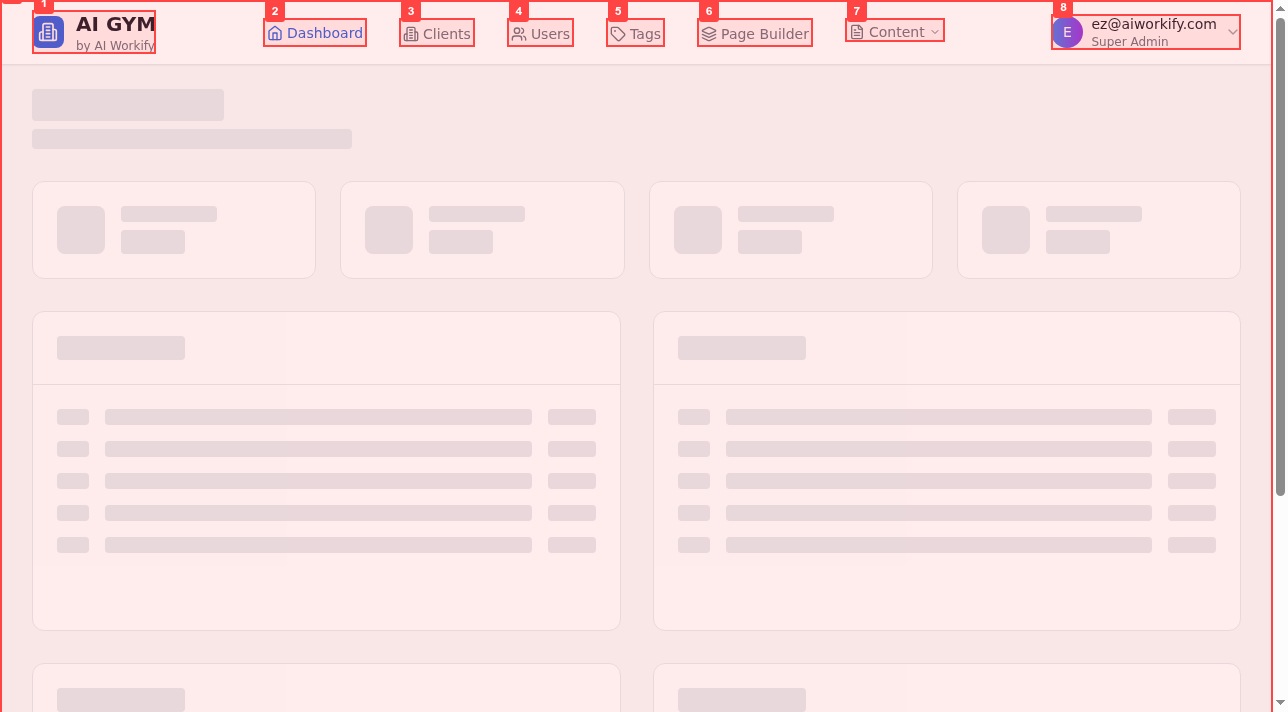 1
AI GYM
by AI Workify
2
Dashboard
3
Clients
4
Users
5
Tags
6
Page Builder
7
Content
8
E
ez@aiworkify.com
Super Admin